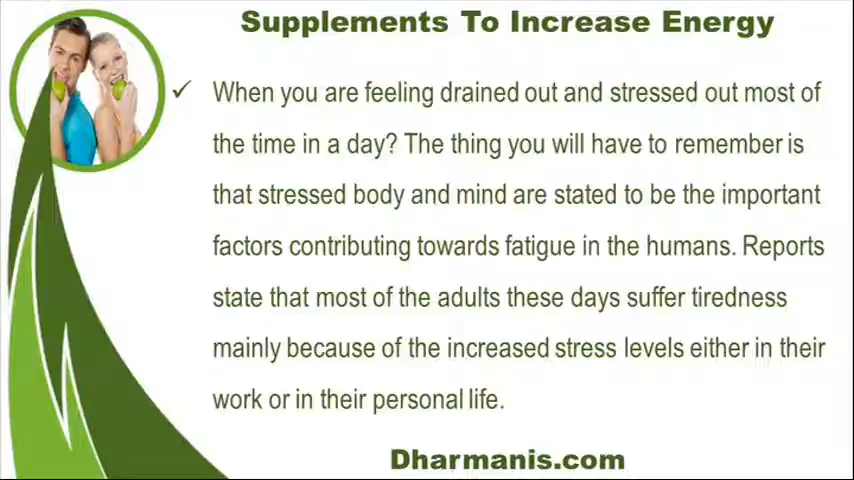 Supplements To Increase Energy
✓ When you are feeling drained out and stressed out most of
the time in a day? The thing you will have to remember is
that stressed body and mind are stated to be the important
factors contributing towards fatigue in the humans. Reports
state that most of the adults these days suffer tiredness
mainly because of the increased stress levels either in their
work or in their personal life.
Dharmanis.com